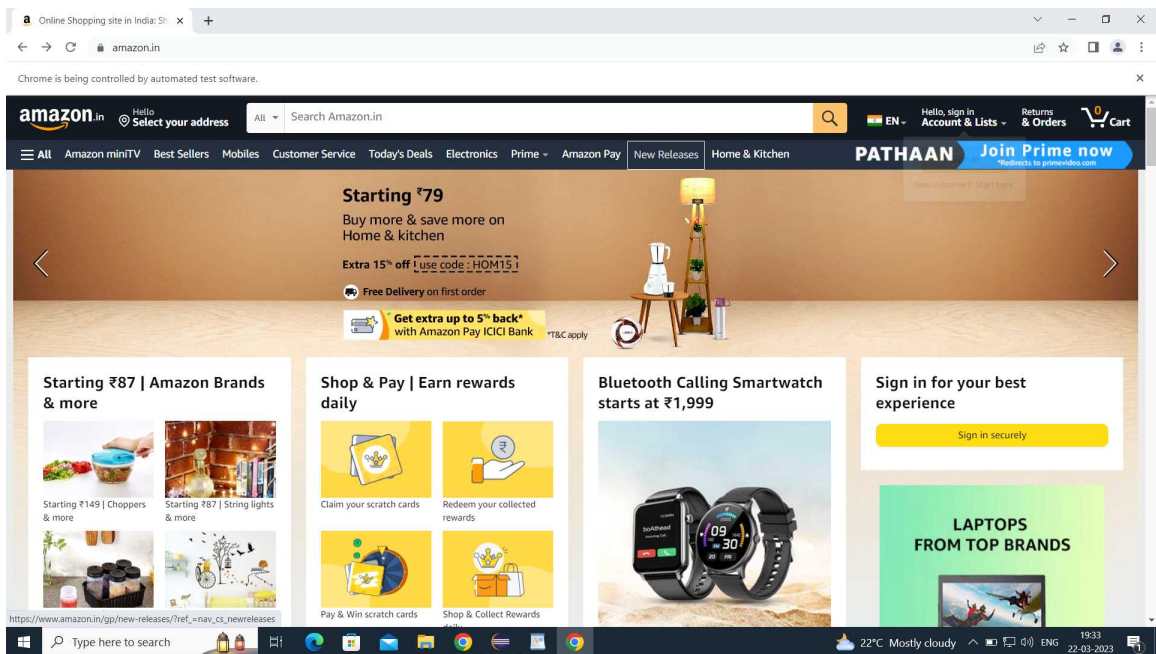 Online Shopping site in India: Sh
amazon.in
Chrome is being controlled by automated test software.
amazon.in
Hello
Select your address
All
Search Amazon.in
EN
Hello, sign in
Account & Lists
Returns
& Orders
0
Cart
All Amazon miniTV Best Sellers Mobiles Customer Service Today's Deals Electronics Prime Amazon Pay New Releases Home & Kitchen
PATHAAN
Join Prime now
*Redirects to primevideo.com
New customer? Start here.
Starting ₹79
Buy more & save more on
Home & kitchen
Extra 15% off use code : HOM15
Free Delivery on first order
Get extra up to 5% back*
with Amazon Pay ICICI Bank
*T&C apply
Starting ₹87 | Amazon Brands
& more
Starting ₹149 | Choppers
& more
Starting ₹87 | String lights
& more
Shop & Pay | Earn rewards
daily
Claim your scratch cards
Redeem your collected
rewards
Pay & Win scratch cards
Shop & Collect Rewards
daily
Bluetooth Calling Smartwatch
starts at ₹1,999
boAthead
09
30
20 FRI
Sign in for your best
experience
Sign in securely
LAPTOPS
FROM TOP BRANDS
https://www.amazon.in/gp/new-releases/?ref_=nav_cs_newreleases
Type here to search
22°C Mostly cloudy
ENG
19:33
22-03-2023
1